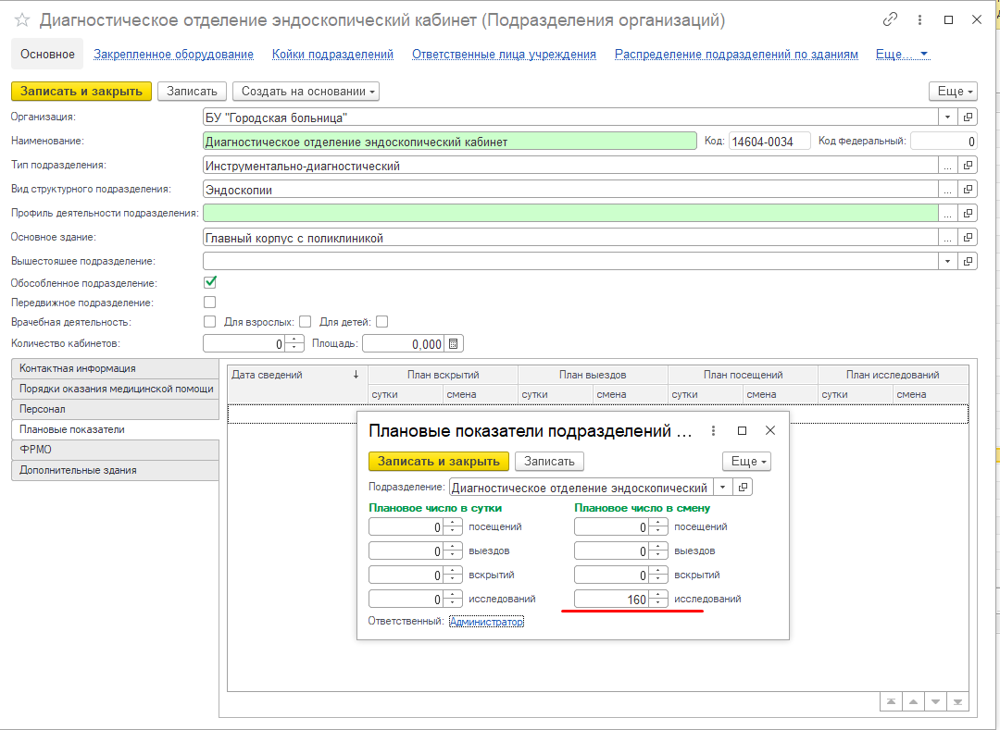 Диагностическое отделение эндоскопический кабинет (Подразделения организаций)
Основное Закрепленное оборудование Койки подразделений Ответственные лица учреждения Распределение подразделений по зданиям Еще...
Записать и закрыть Записать Создать на основании Еще
Организация: БУ "Городская больница"
Наименование: Диагностическое отделение эндоскопический кабинет Код: 14604-0034 Код Федеральный: 0
Тип подразделения: Инструментально-диагностический ...
Вид структурного подразделения: Эндоскопии ...
Профиль деятельности подразделения: ...
Основное здание: Главный корпус с поликлиникой ...
Вышестоящее подразделение:
Обособленное подразделение:
Передвижное подразделение:
Врачебная деятельность: Для взрослых: Для детей:
Количество кабинетов: 0 Площадь: 0,000
Контактная информация
Порядки оказания медицинской помощи
Персонал
Плановые показатели
ФРМО
Дополнительные здания
Дата сведений План вскрытий План выездов План посещений План исследований
сутки смена сутки смена сутки смена сутки смена
Плановые показатели подразделений ...
Записать и закрыть Записать Еще
Подразделение: Диагностическое отделение эндоскопический
Плановое число в сутки Плановое число в смену
0 посещений 0 посещений
0 выездов 0 выездов
0 вскрытий 0 вскрытий
0 исследований 160 исследований
Ответственный: Администратор